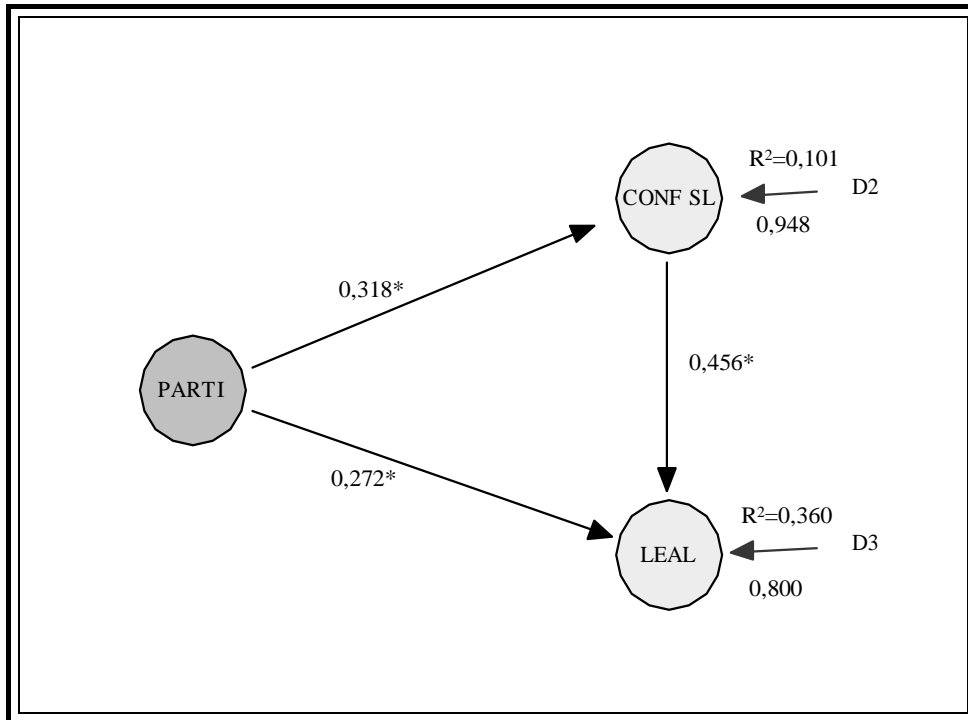 R²=0,101
CONF SL
D2
0,948
0,318*
0,456*
PARTI
0,272*
R²=0,360
D3
LEAL
0,800